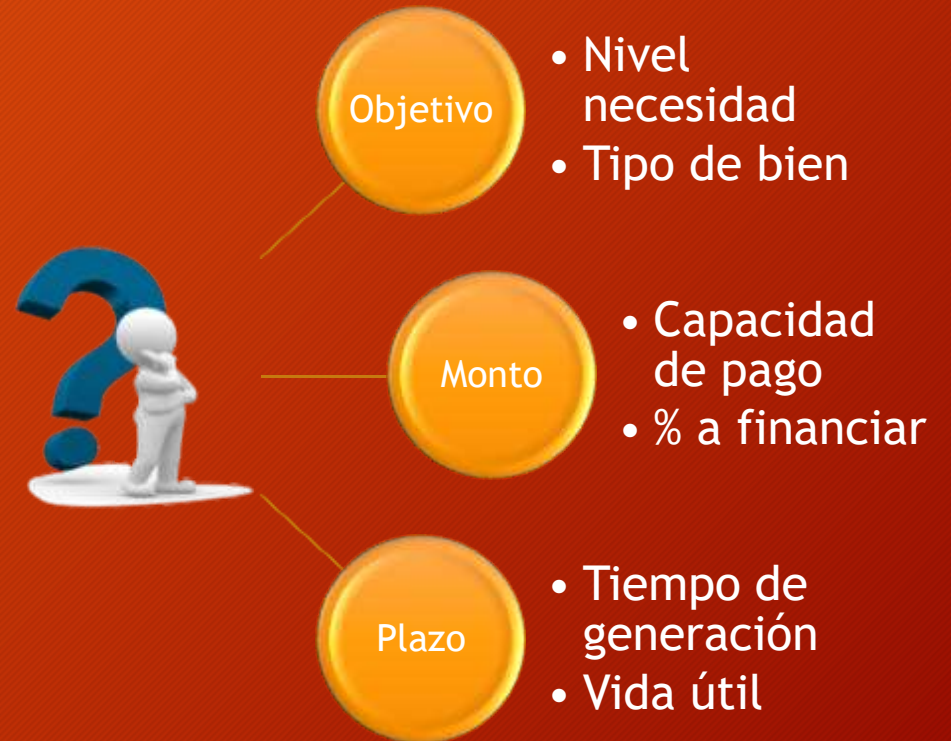 Objetivo
• Nivel
necesidad
• Tipo de bien
Monto
• Capacidad
de pago
• % a financiar
Plazo
• Tiempo de
generación
• Vida útil